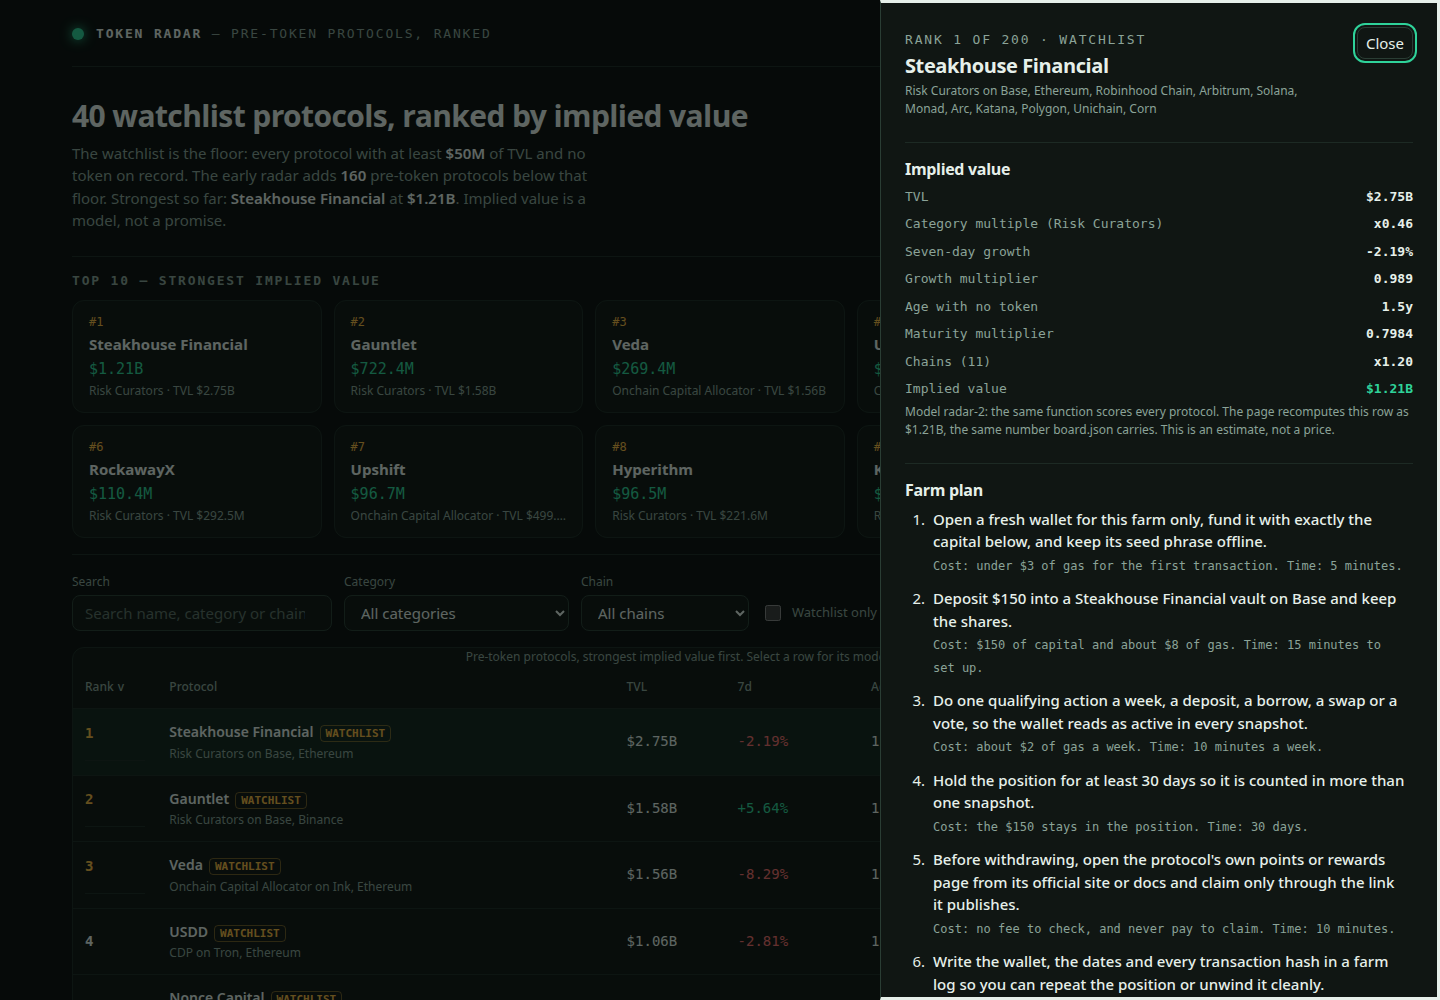 TOKEN RADAR — PRE-TOKEN PROTOCOLS, RANKED
40 watchlist protocols, ranked by implied value
The watchlist is the floor: every protocol with at least $50M of TVL and no
token on record. The early radar adds 160 pre-token protocols below that
floor. Strongest so far: Steakhouse Financial at $1.21B. Implied value is a
model, not a promise.
TOP 10 — STRONGEST IMPLIED VALUE
#1
Steakhouse Financial
$1.21B
Risk Curators · TVL $2.75B
#2
Gauntlet
$722.4M
Risk Curators · TVL $1.58B
#3
Veda
$269.4M
Onchain Capital Allocator · TVL $1.56B
#6
RockawayX
$110.4M
Risk Curators · TVL $292.5M
#7
Upshift
$96.7M
Onchain Capital Allocator · TVL $499....
#8
Hyperithm
$96.5M
Risk Curators · TVL $221.6M
Search
Category
Chain
Search name, category or chain
All categories
All chains
Watchlist only
Pre-token protocols, strongest implied value first. Select a row for its
Rank v
Protocol
TVL
7d
1
Steakhouse Financial WATCHLIST
Risk Curators on Base, Ethereum
$2.75B
-2.19%
2
Gauntlet WATCHLIST
Risk Curators on Base, Binance
$1.58B
+5.64%
3
Veda WATCHLIST
Onchain Capital Allocator on Ink, Ethereum
$1.56B
-8.29%
4
USDD WATCHLIST
CDP on Tron, Ethereum
$1.06B
-2.81%
Nonce Capital WATCHLIST
RANK 1 OF 200 · WATCHLIST
Close
Steakhouse Financial
Risk Curators on Base, Ethereum, Robinhood Chain, Arbitrum, Solana,
Monad, Arc, Katana, Polygon, Unichain, Corn
Implied value
TVL $2.75B
Category multiple (Risk Curators) x0.46
Seven-day growth -2.19%
Growth multiplier 0.989
Age with no token 1.5y
Maturity multiplier 0.7984
Chains (11) x1.20
Implied value $1.21B
Model radar-2: the same function scores every protocol. The page recomputes this row as
$1.21B, the same number board.json carries. This is an estimate, not a price.
Farm plan
1. Open a fresh wallet for this farm only, fund it with exactly the
capital below, and keep its seed phrase offline.
Cost: under $3 of gas for the first transaction. Time: 5 minutes.
2. Deposit $150 into a Steakhouse Financial vault on Base and keep
the shares.
Cost: $150 of capital and about $8 of gas. Time: 15 minutes to
set up.
3. Do one qualifying action a week, a deposit, a borrow, a swap or a
vote, so the wallet reads as active in every snapshot.
Cost: about $2 of gas a week. Time: 10 minutes a week.
4. Hold the position for at least 30 days so it is counted in more than
one snapshot.
Cost: the $150 stays in the position. Time: 30 days.
5. Before withdrawing, open the protocol's own points or rewards
page from its official site or docs and claim only through the link
it publishes.
Cost: no fee to check, and never pay to claim. Time: 10 minutes.
6. Write the wallet, the dates and every transaction hash in a farm
log so you can repeat the position or unwind it cleanly.